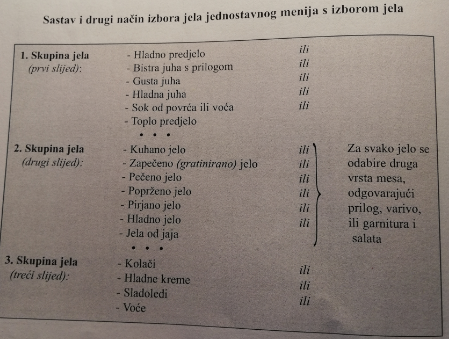 Sastav i drugi način izbora jela jednostavnog menija s izborom jela
1. Skupina jela
(prvi slijed):
- Hladno predjelo ili
- Bistra juha s prilogom ili
- Gusta juha ili
- Hladna juha ili
- Sok od povrća ili voća ili
- Toplo predjelo
• • •
2. Skupina jela
(drugi slijed):
- Kuhano jelo ili
- Zapečeno (gratinirano) jelo ili
- Pečeno jelo ili
- Poprženo jelo ili
- Pirjano jelo ili
- Hladno jelo ili
- Jela od jaja
Za svako jelo se
odabire druga
vrsta mesa,
odgovarajući
prilog, varivo,
ili garnitura i
salata
• • •
3. Skupina jela
(treći slijed):
- Kolači ili
- Hladne kreme ili
- Sladoledi ili
- Voće